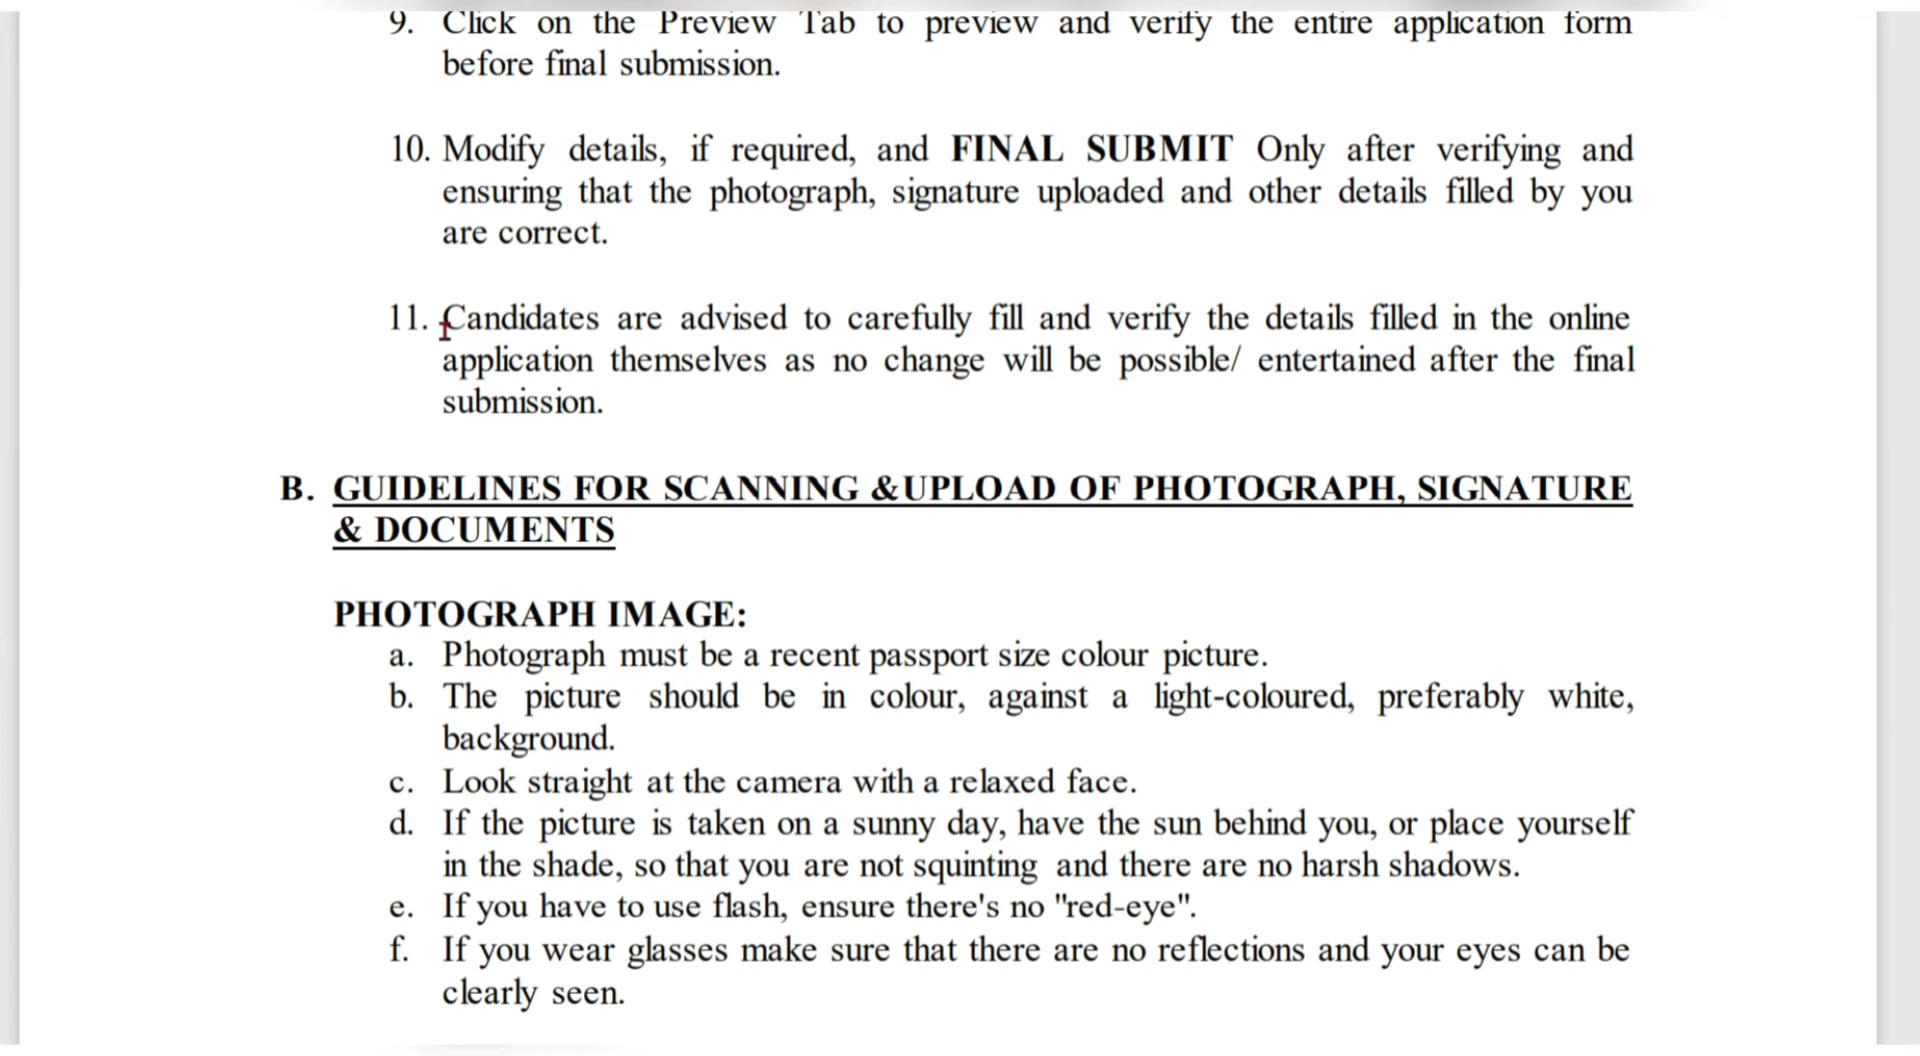 9. Click on the Preview Tab to preview and verify the entire application form
before final submission.
10. Modify details, if required, and FINAL SUBMIT Only after verifying and
ensuring that the photograph, signature uploaded and other details filled by you
are correct.
11. Candidates are advised to carefully fill and verify the details filled in the online
application themselves as no change will be possible/ entertained after the final
submission.
B. GUIDELINES FOR SCANNING &UPLOAD OF PHOTOGRAPH, SIGNATURE
& DOCUMENTS
PHOTOGRAPH IMAGE:
a. Photograph must be a recent passport size colour picture.
b. The picture should be in colour, against a light-coloured, preferably white,
background.
c. Look straight at the camera with a relaxed face.
d. If the picture is taken on a sunny day, have the sun behind you, or place yourself
in the shade, so that you are not squinting and there are no harsh shadows.
e. If you have to use flash, ensure there's no "red-eye".
f. If you wear glasses make sure that there are no reflections and your eyes can be
clearly seen.